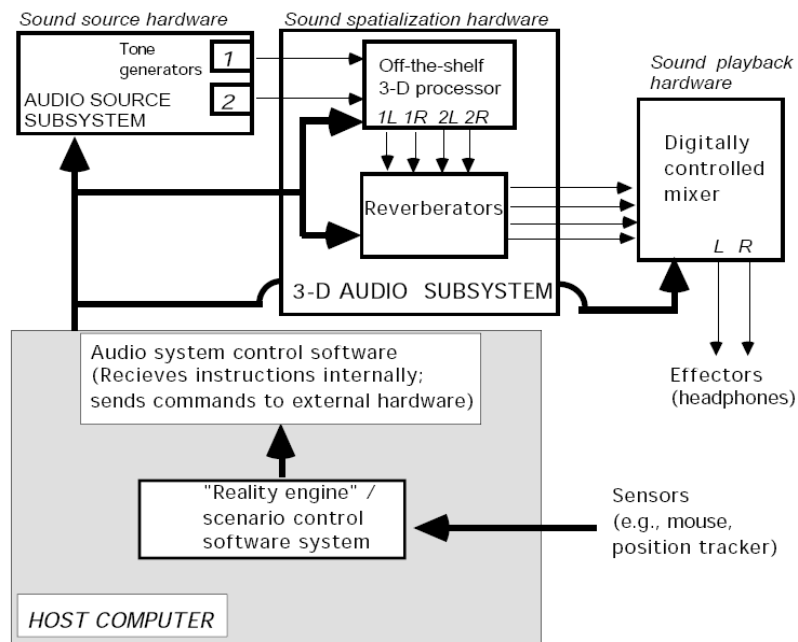 Sound source hardware
Tone
generators
1
2
AUDIO SOURCE
SUBSYSTEM
Sound spatialization hardware
Off-the-shelf
3-D processor
1L 1R 2L 2R
Reverberators
3-D AUDIO SUBSYSTEM
Sound playback
hardware
Digitally
controlled
mixer
L R
Effectors
(headphones)
Audio system control software
(Recieves instructions internally;
sends commands to external hardware)
"Reality engine" /
scenario control
software system
Sensors
(e.g., mouse,
position tracker)
HOST COMPUTER